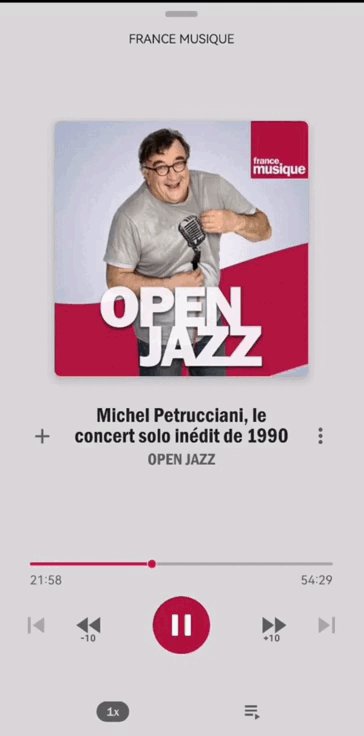 FRANCE MUSIQUE
france
musique
OPEN
JAZZ
Michel Petrucciani, le
concert solo inédit de 1990
OPEN JAZZ
21:58
54:29
-10
+10
1x